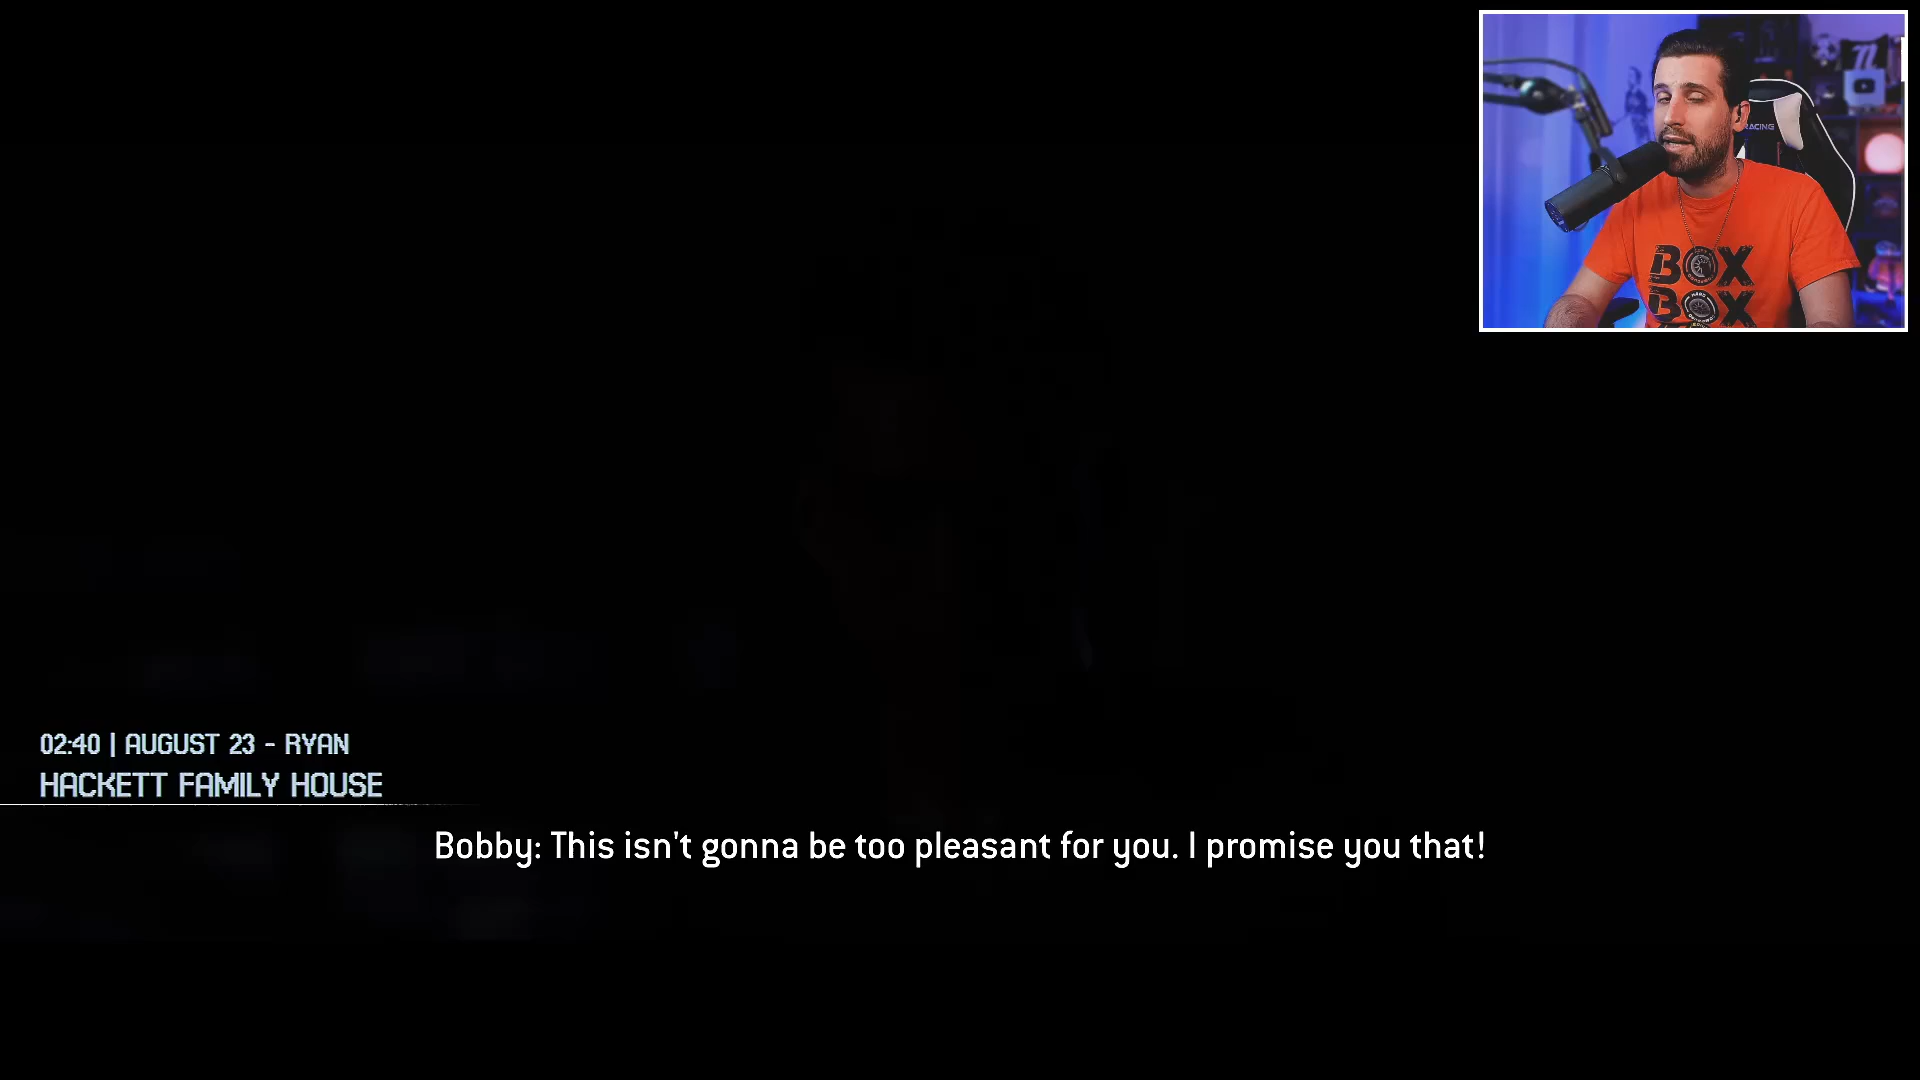 RACING
BOX
BOX
02:40 | AUGUST 23 - RYAN
HACKETT FAMILY HOUSE
Bobby: This isn't gonna be too pleasant for you. I promise you that!